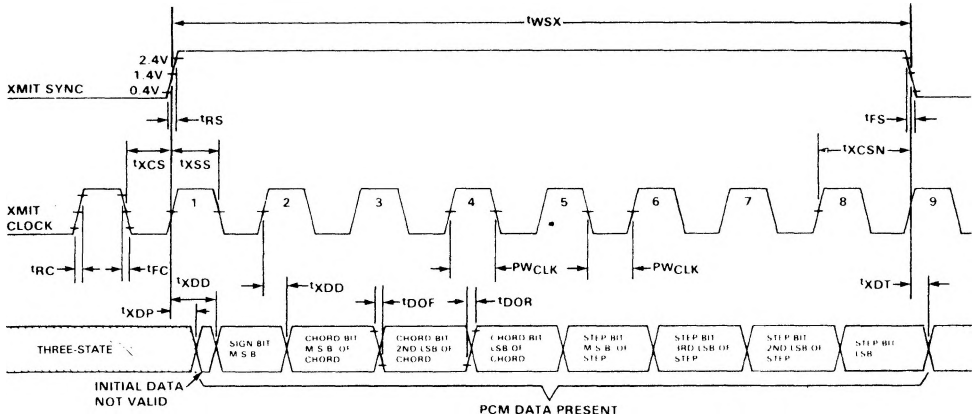 tWSX
2.4V
1.4V
0.4V
XMIT SYNC
tRS
tFS
tXCS
tXSS
tXCSN
XMIT CLOCK
1 2 3 4 5 6 7 8 9
tRC
tFC
tXDD
tXDP
tXDD
tDOF
tDOR
PWCLK
PWCLK
tXDT
THREE-STATE
SIGN BIT
M.S.B
CHORD BIT
M.S.B OF
CHORD
CHORD BIT
2ND LSB OF
CHORD
CHORD BIT
LSB OF
CHORD
STEP BIT
M.S.B OF
STEP
STEP BIT
3RD LSB OF
STEP
STEP BIT
2ND LSB OF
STEP
STEP BIT
LSB
INITIAL DATA
NOT VALID
PCM DATA PRESENT